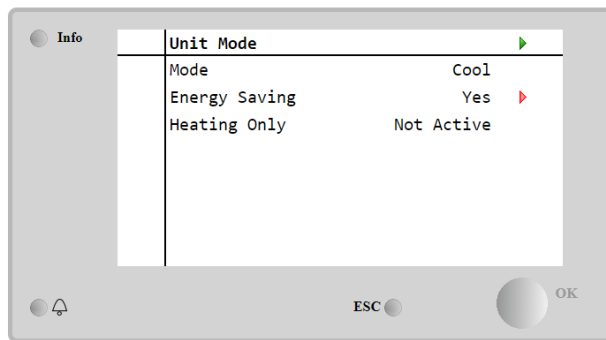 Info
Unit Mode
Mode Cool
Energy Saving Yes
Heating Only Not Active
ESC
OK